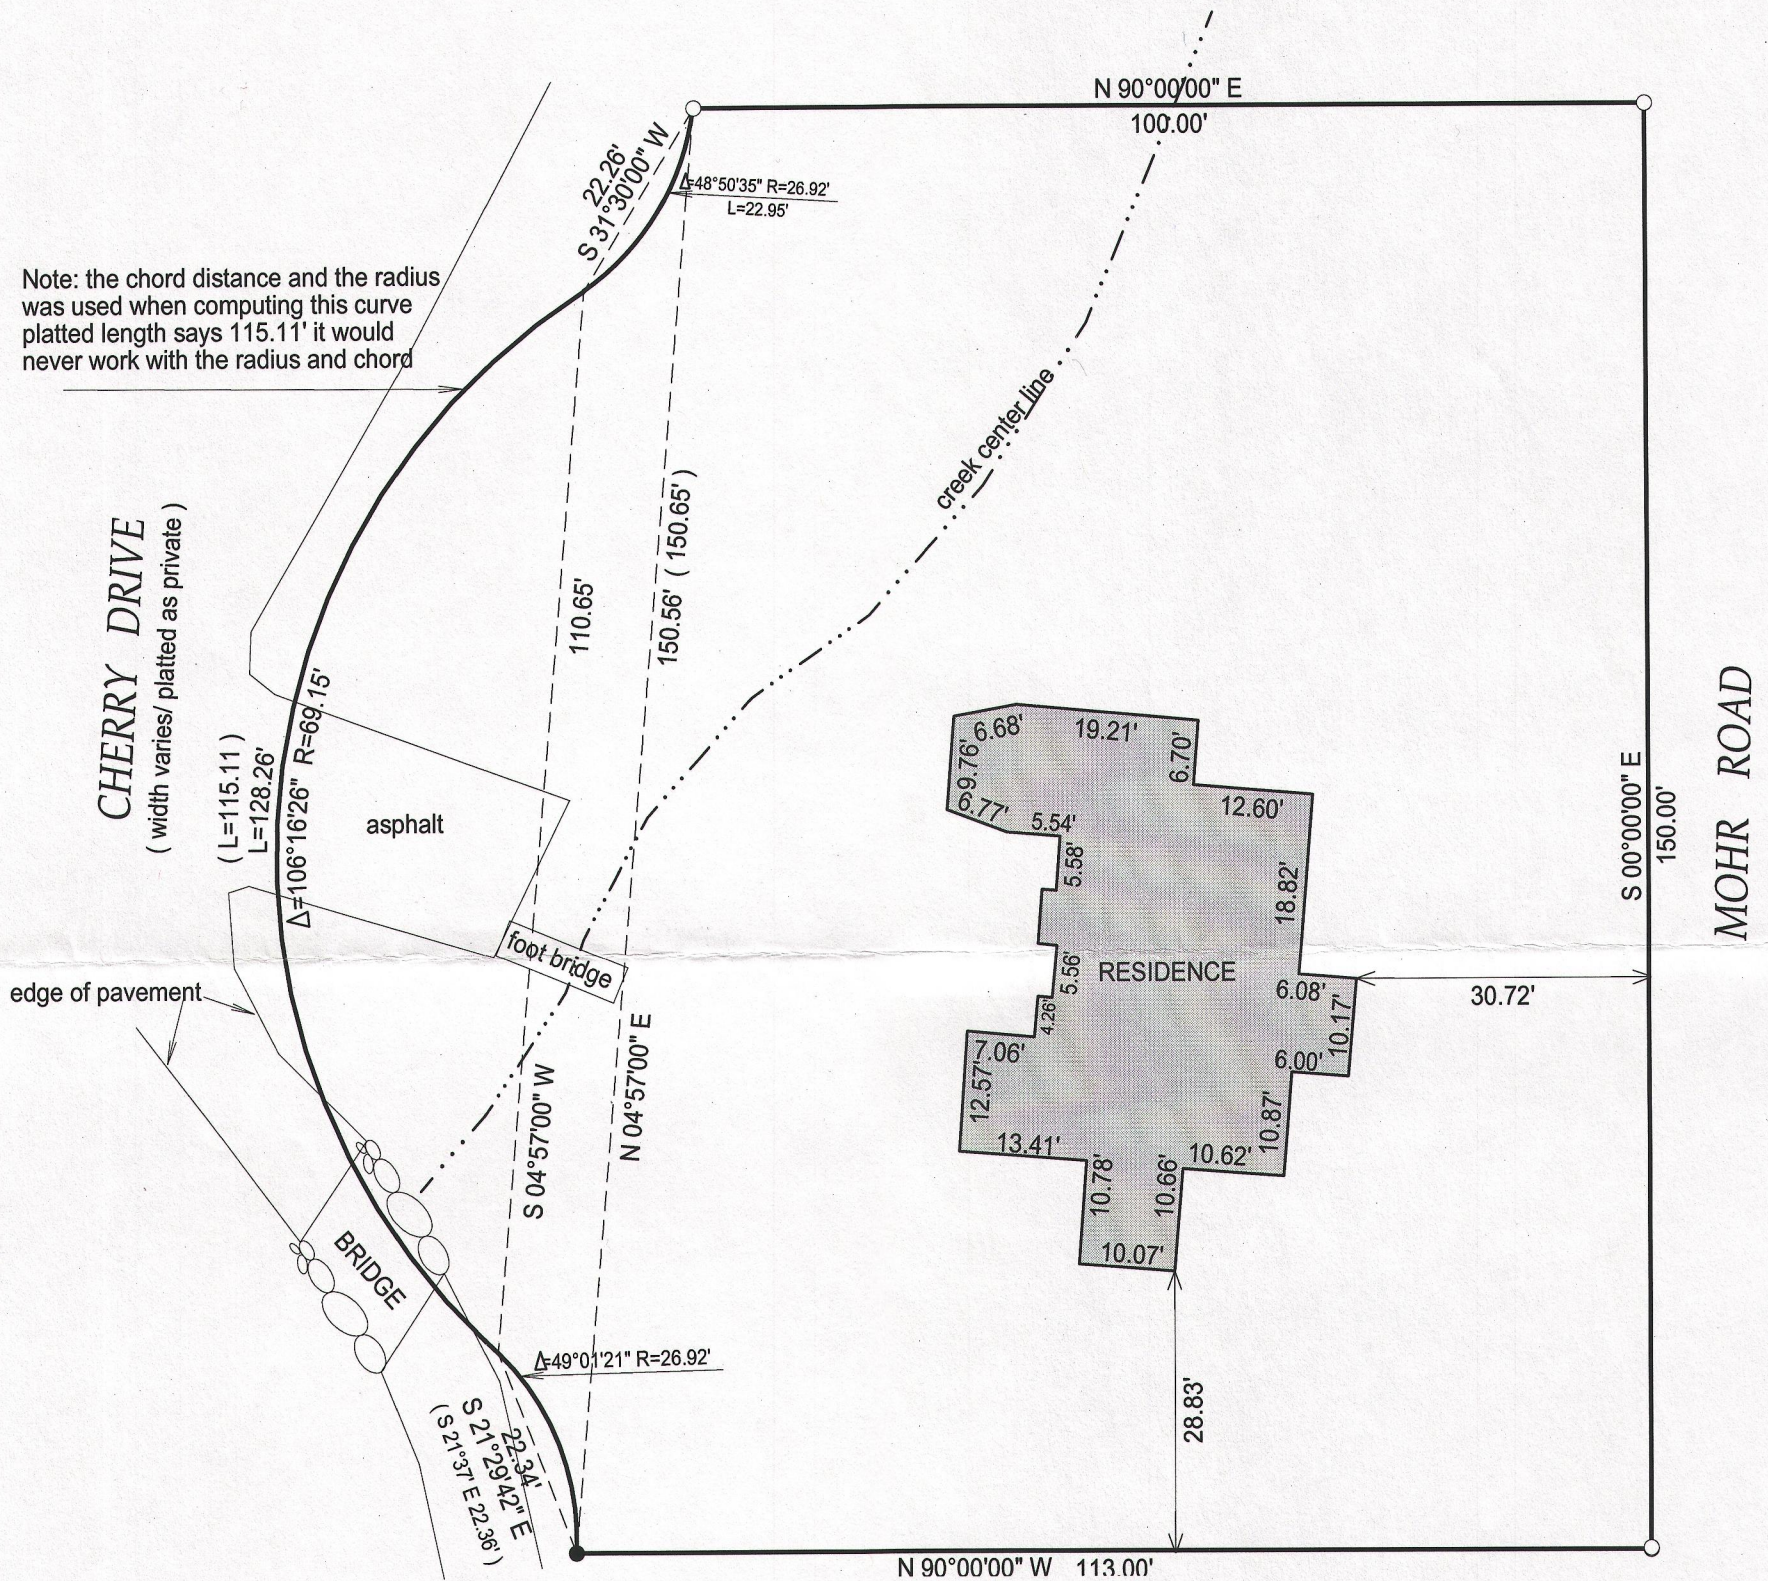 N 90°00'00" E
100.00'
22.26'
S 31°30'00" W
Δ=48°50'35" R=26.92'
L=22.95'
Note: the chord distance and the radius
was used when computing this curve
platted length says 115.11' it would
never work with the radius and chord
creek center line
CHERRY DRIVE
( width varies/ platted as private )
110.65'
150.56' ( 150.65' )
( L=115.11 )
L=128.26'
Δ=106°16'26" R=69.15'
asphalt
foot bridge
edge of pavement
6.68'
19.21'
9.76'
6.70'
6.77'
5.54'
12.60'
5.58'
18.82'
5.56'
RESIDENCE
4.26'
6.08'
10.17'
30.72'
7.06'
6.00'
12.57'
10.87'
13.41'
10.62'
10.78'
10.66'
10.07'
S 00°00'00" E
150.00'
MOHR ROAD
S 04°57'00" W
N 04°57'00" E
BRIDGE
Δ=49°01'21" R=26.92'
28.83'
22.34'
S 21°29'42" E
( S 21°37' E 22.36' )
N 90°00'00" W 113.00'